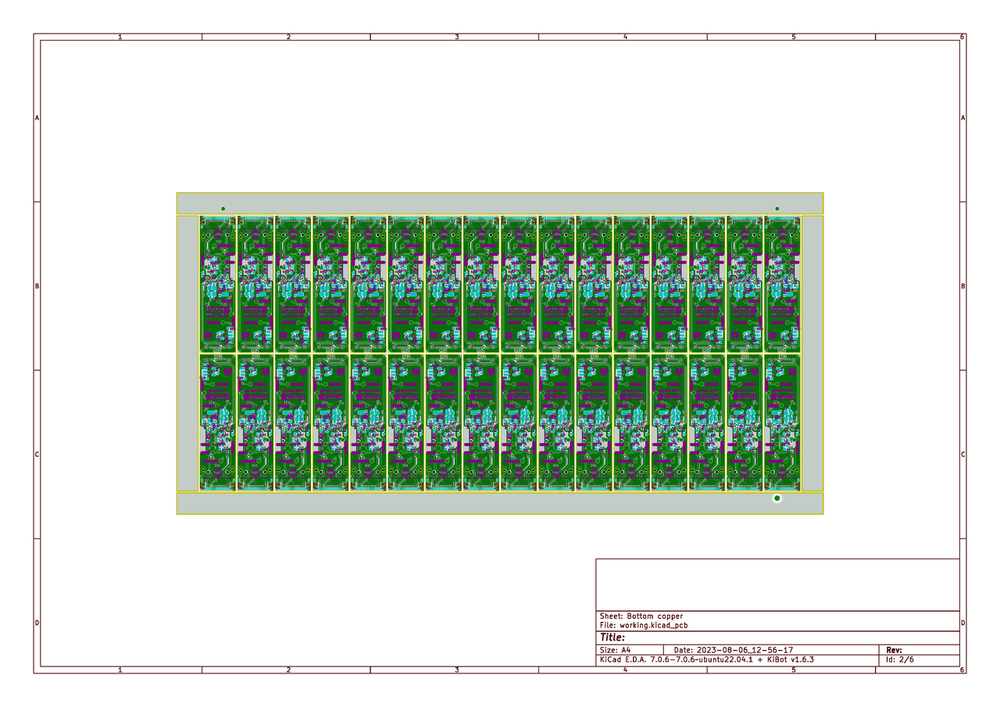 1 2 3 4 5 6
A A
B B
C C
D D
Sheet: Bottom copper
File: working.kicad_pcb
Title:
Size: A4 Date: 2023-08-06_12-56-17 Rev:
KiCad E.D.A. 7.0.6-7.0.6-ubuntu22.04.1 + KiBot v1.6.3 Id: 2/6
1 2 3 4 5 6